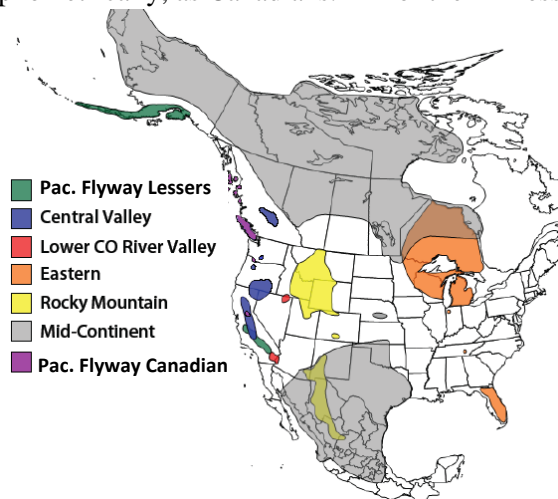 Pac. Flyway Lessers
Central Valley
Lower CO River Valley
Eastern
Rocky Mountain
Mid-Continent
Pac. Flyway Canadian